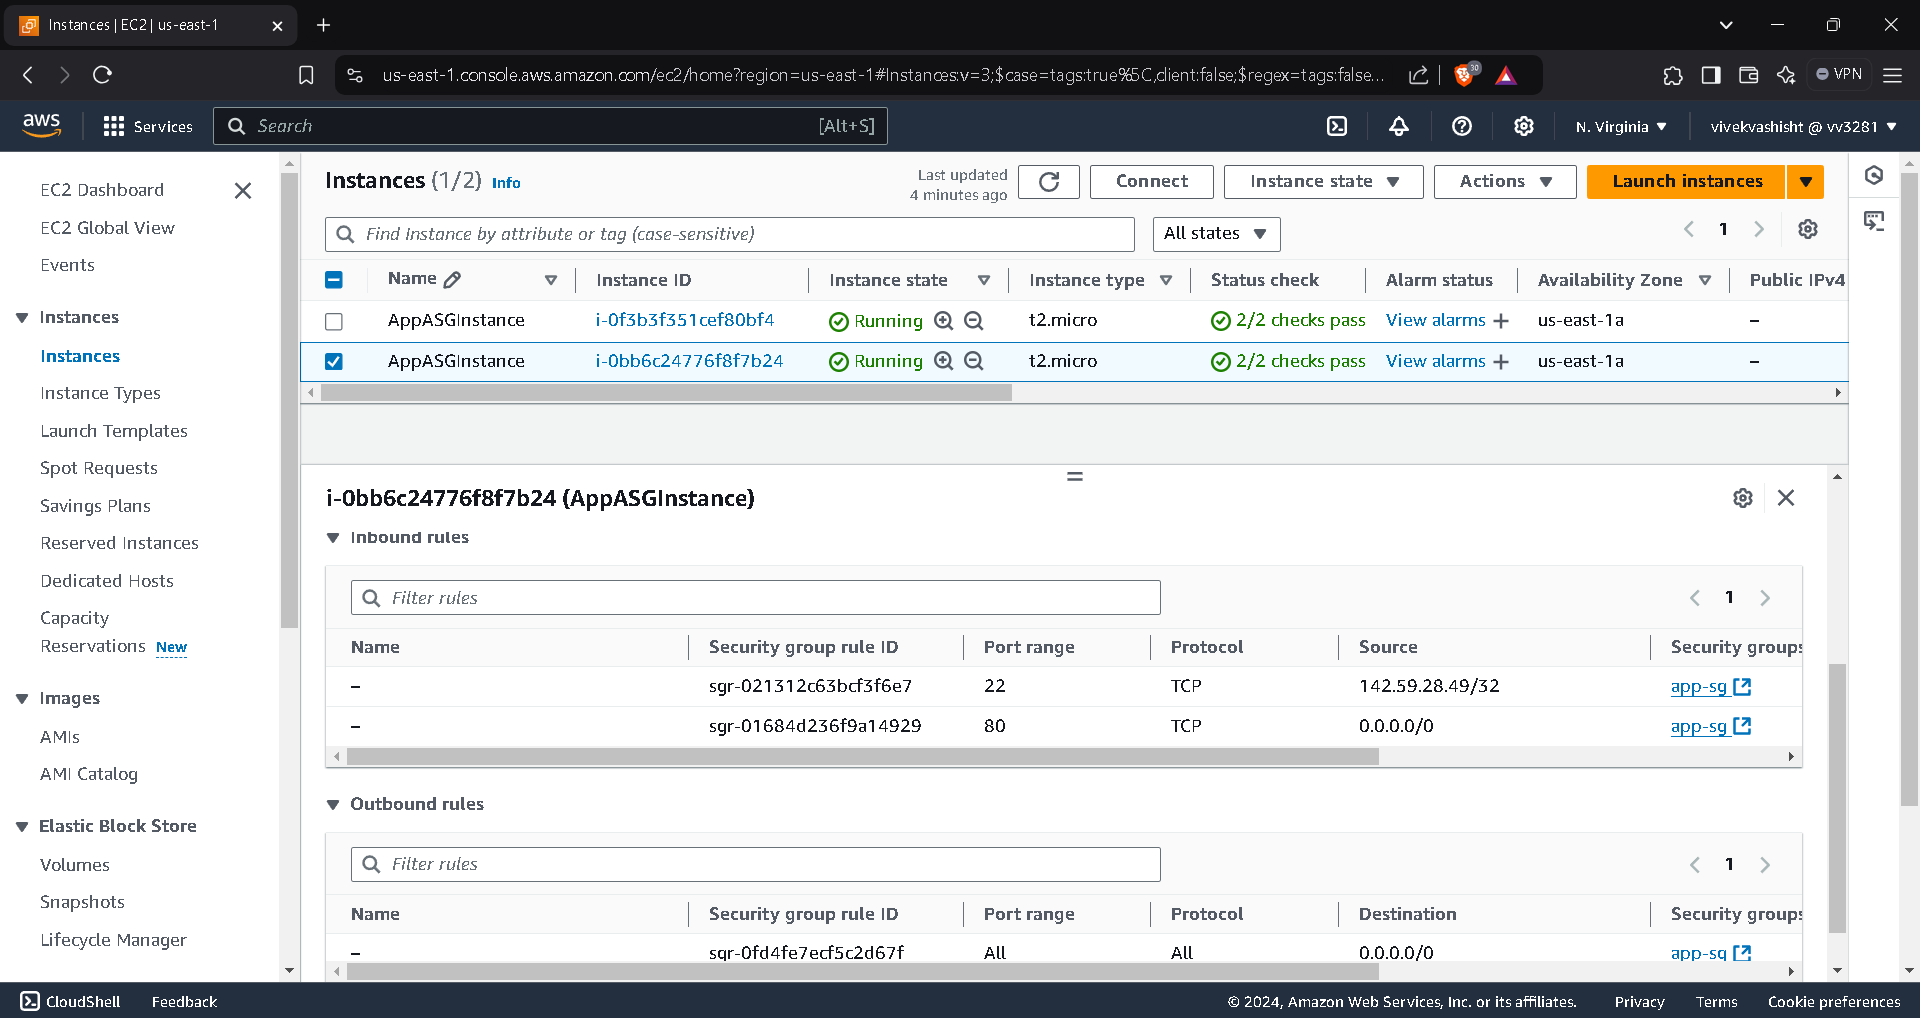 Instances | EC2 | us-east-1
us-east-1.console.aws.amazon.com/ec2/home?region=us-east-1#Instances:v=3;$case=tags:true%5C,client:false;$regex=tags:false...
30
VPN
aws
Services
Search
[Alt+S]
N. Virginia
vivekvashisht @ vv3281
EC2 Dashboard
EC2 Global View
Events
Instances
Instances
Instance Types
Launch Templates
Spot Requests
Savings Plans
Reserved Instances
Dedicated Hosts
Capacity
Reservations New
Images
AMIs
AMI Catalog
Elastic Block Store
Volumes
Snapshots
Lifecycle Manager
Instances (1/2) Info
Last updated
4 minutes ago
Connect
Instance state
Actions
Launch instances
Find Instance by attribute or tag (case-sensitive)
All states
1
Name Instance ID Instance state Instance type Status check Alarm status Availability Zone Public IPv4
AppASGInstance i-0f3b3f351cef80bf4 Running t2.micro 2/2 checks pass View alarms + us-east-1a –
AppASGInstance i-0bb6c24776f8f7b24 Running t2.micro 2/2 checks pass View alarms + us-east-1a –
i-0bb6c24776f8f7b24 (AppASGInstance)
Inbound rules
Filter rules
1
Name Security group rule ID Port range Protocol Source Security groups
– sgr-021312c63bcf3f6e7 22 TCP 142.59.28.49/32 app-sg
– sgr-01684d236f9a14929 80 TCP 0.0.0.0/0 app-sg
Outbound rules
Filter rules
1
Name Security group rule ID Port range Protocol Destination Security groups
– sgr-0fd4fe7ecf5c2d67f All All 0.0.0.0/0 app-sg
CloudShell Feedback © 2024, Amazon Web Services, Inc. or its affiliates. Privacy Terms Cookie preferences